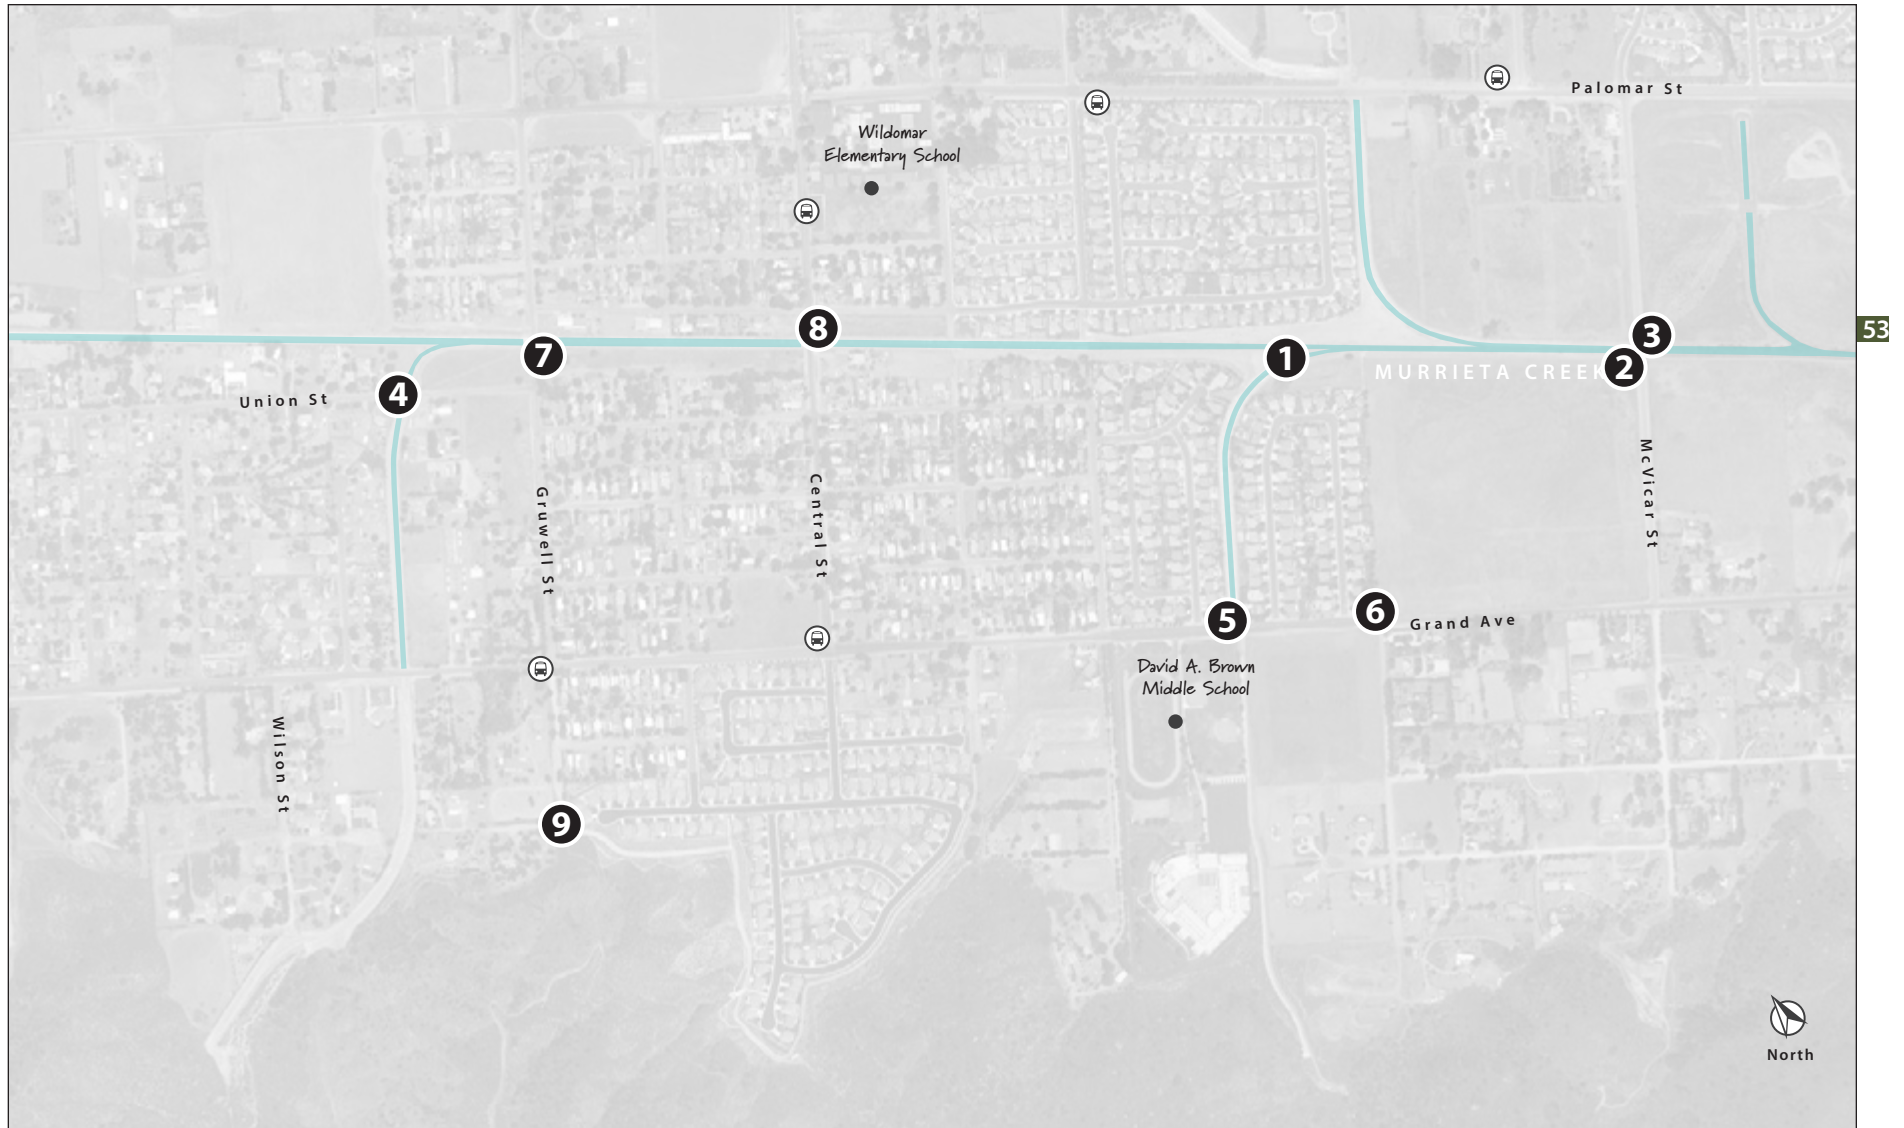 Palomar St
Wildomar
Elementary School
8
3
53
7
1
2
MURRIETA CREEK
4
Union St
McVicar St
Central St
Gruwell St
6
5
Grand Ave
David A. Brown
Middle School
Wilson St
9
North